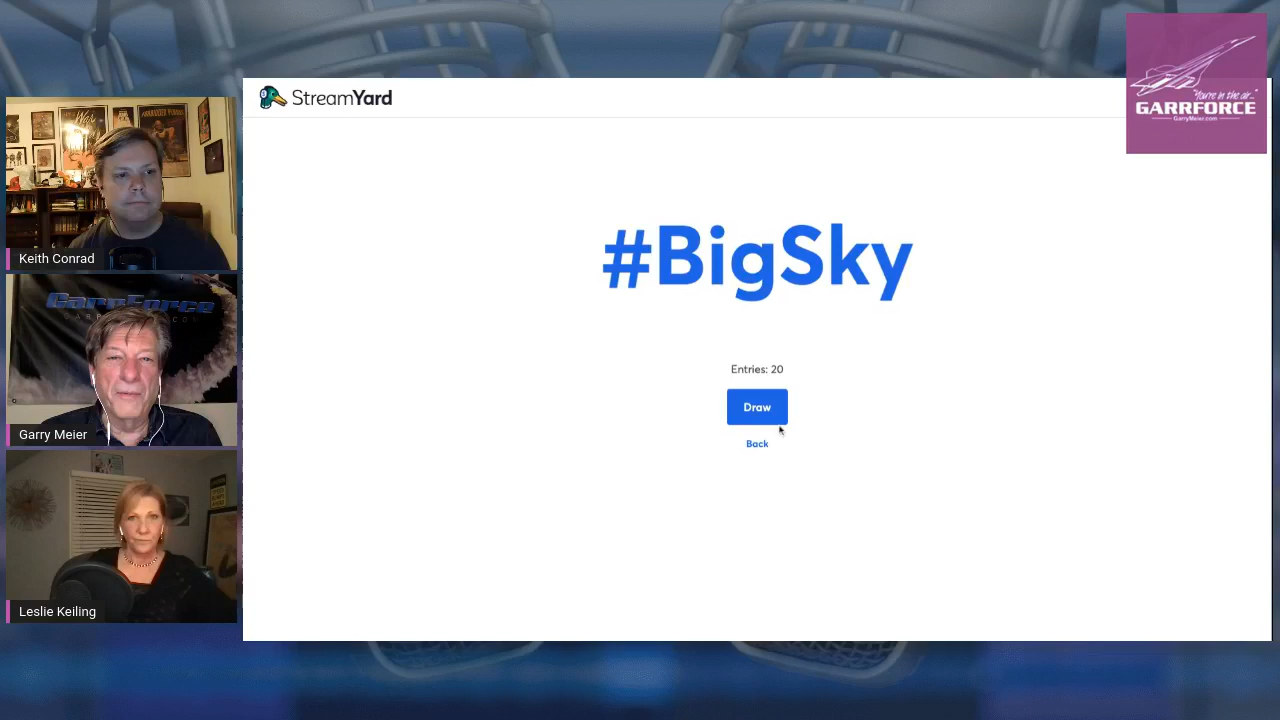 StreamYard
"You're in the air..."
GARRFORCE
GarryMeier.com
#BigSky
Entries: 20
Draw
Back
Keith Conrad
GarrForce
Garry Meier
Leslie Keiling